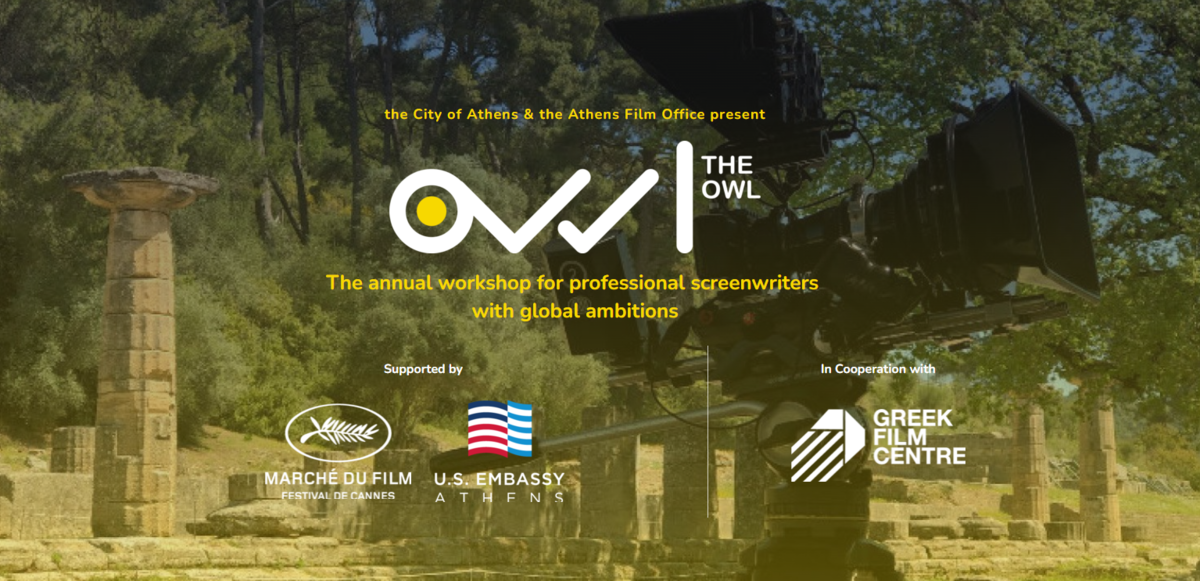 the City of Athens & the Athens Film Office present
owl
THE
OWL
The annual workshop for professional screenwriters
with global ambitions
Supported by
In Cooperation with
MARCHÉ DU FILM
FESTIVAL DE CANNES
U.S. EMBASSY
ATHENS
GREEK
FILM
CENTRE